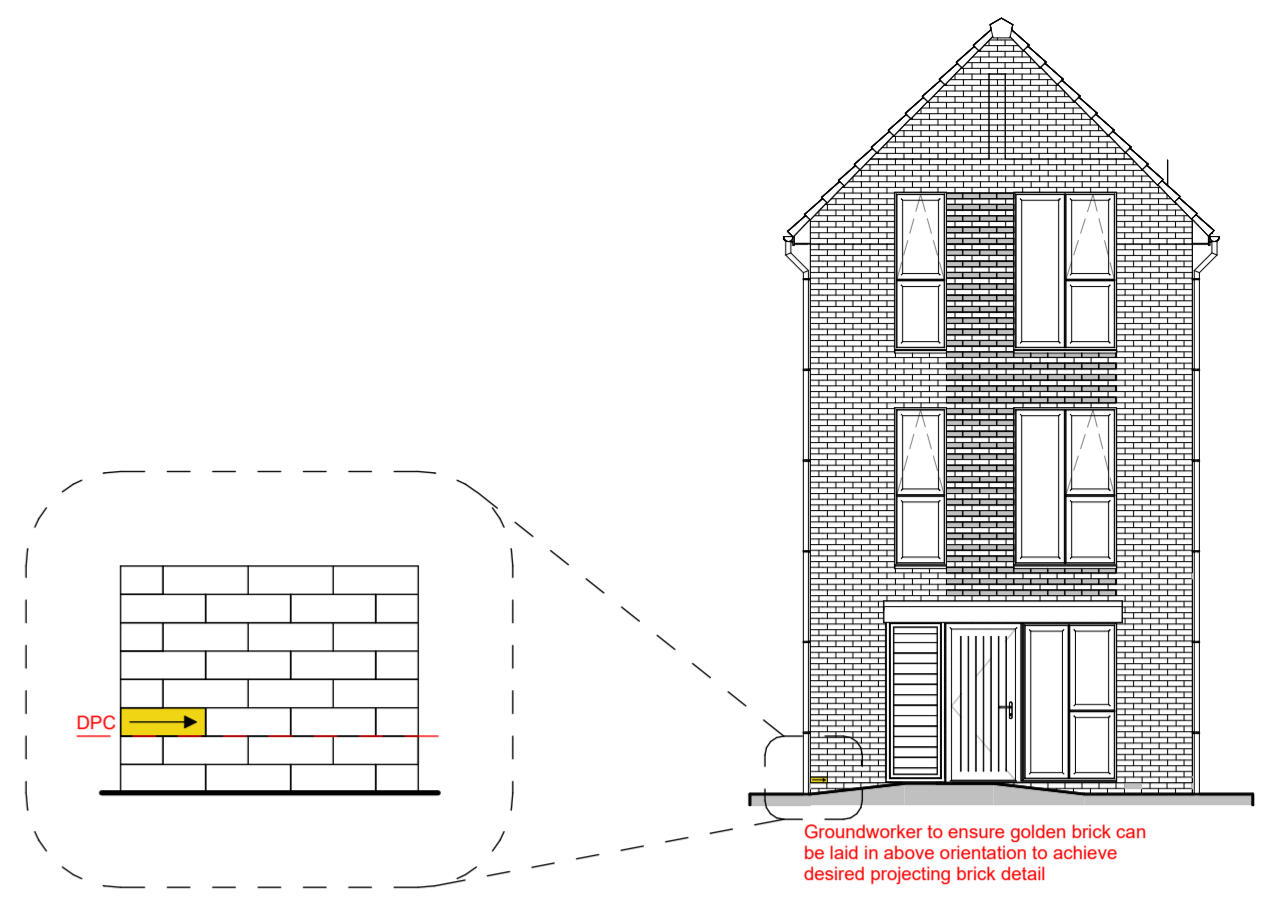 DPC
Groundworker to ensure golden brick can
be laid in above orientation to achieve
desired projecting brick detail